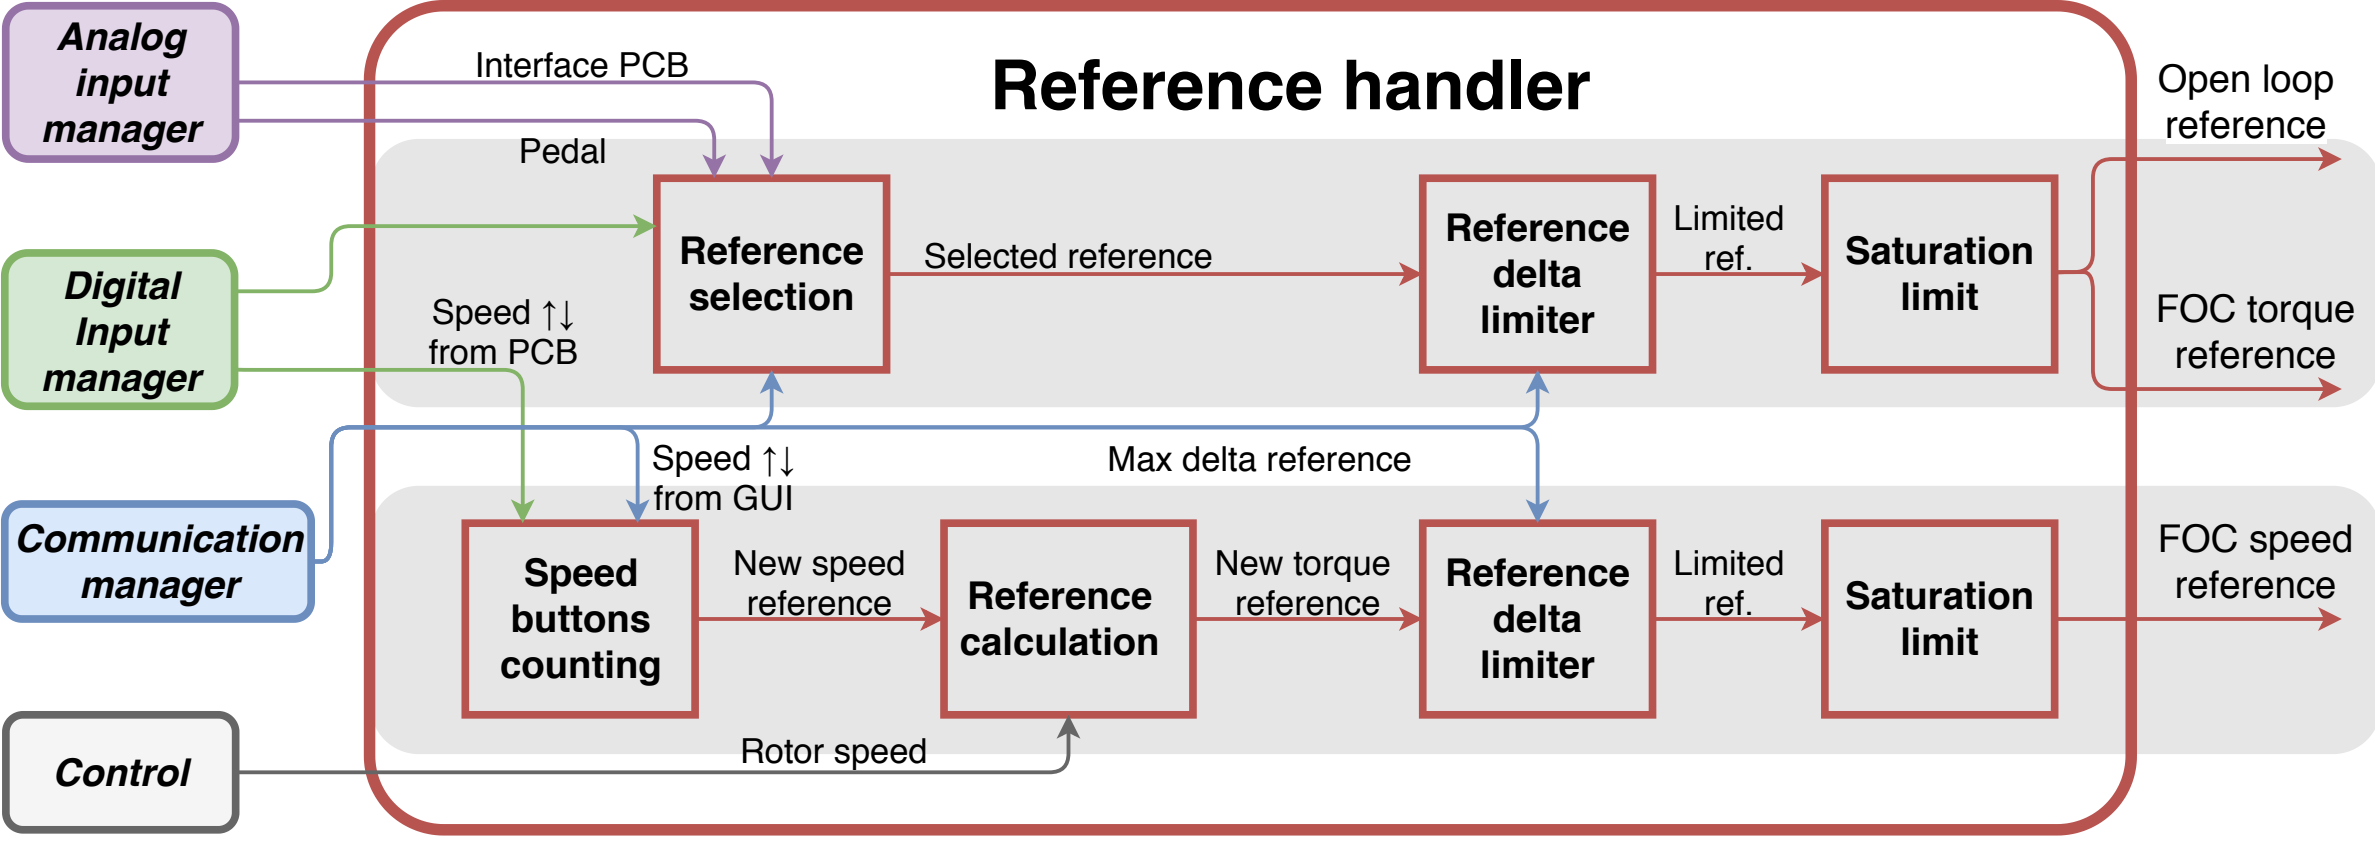 Analog
input
manager
Interface PCB
Reference handler
Open loop
reference
Pedal
Reference
selection
Selected reference
Reference
delta
limiter
Limited
ref.
Saturation
limit
FOC torque
reference
Digital
Input
manager
Speed ↑↓
from PCB
Speed ↑↓
from GUI
Max delta reference
Communication
manager
Speed
buttons
counting
New speed
reference
Reference
calculation
New torque
reference
Reference
delta
limiter
Limited
ref.
Saturation
limit
FOC speed
reference
Control
Rotor speed